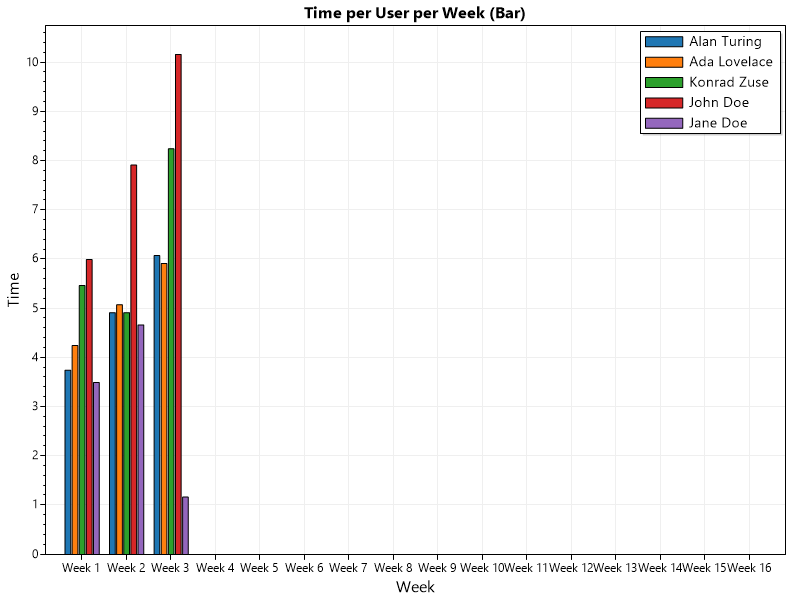 Time per User per Week (Bar)
Alan Turing
Ada Lovelace
Konrad Zuse
John Doe
Jane Doe
Time
10
9
8
7
6
5
4
3
2
1
0
Week 1 Week 2 Week 3 Week 4 Week 5 Week 6 Week 7 Week 8 Week 9 Week 10 Week 11 Week 12 Week 13 Week 14 Week 15 Week 16
Week